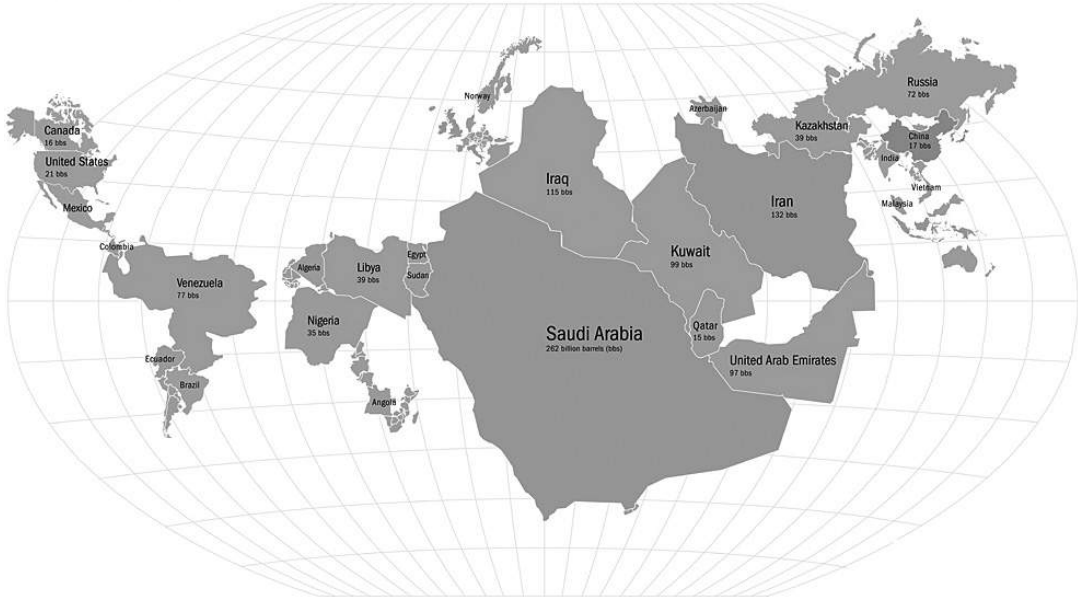 Canada
16 bbs
United States
21 bbs
Mexico
Colombia
Venezuela
77 bbs
Ecuador
Brazil
Norway
Algeria
Libya
39 bbs
Egypt
Sudan
Nigeria
35 bbs
Angola
Iraq
115 bbs
Saudi Arabia
262 billion barrels (bbs)
Kuwait
99 bbs
Qatar
15 bbs
United Arab Emirates
97 bbs
Iran
132 bbs
Azerbaijan
Kazakhstan
39 bbs
Russia
72 bbs
China
17 bbs
India
Vietnam
Malaysia